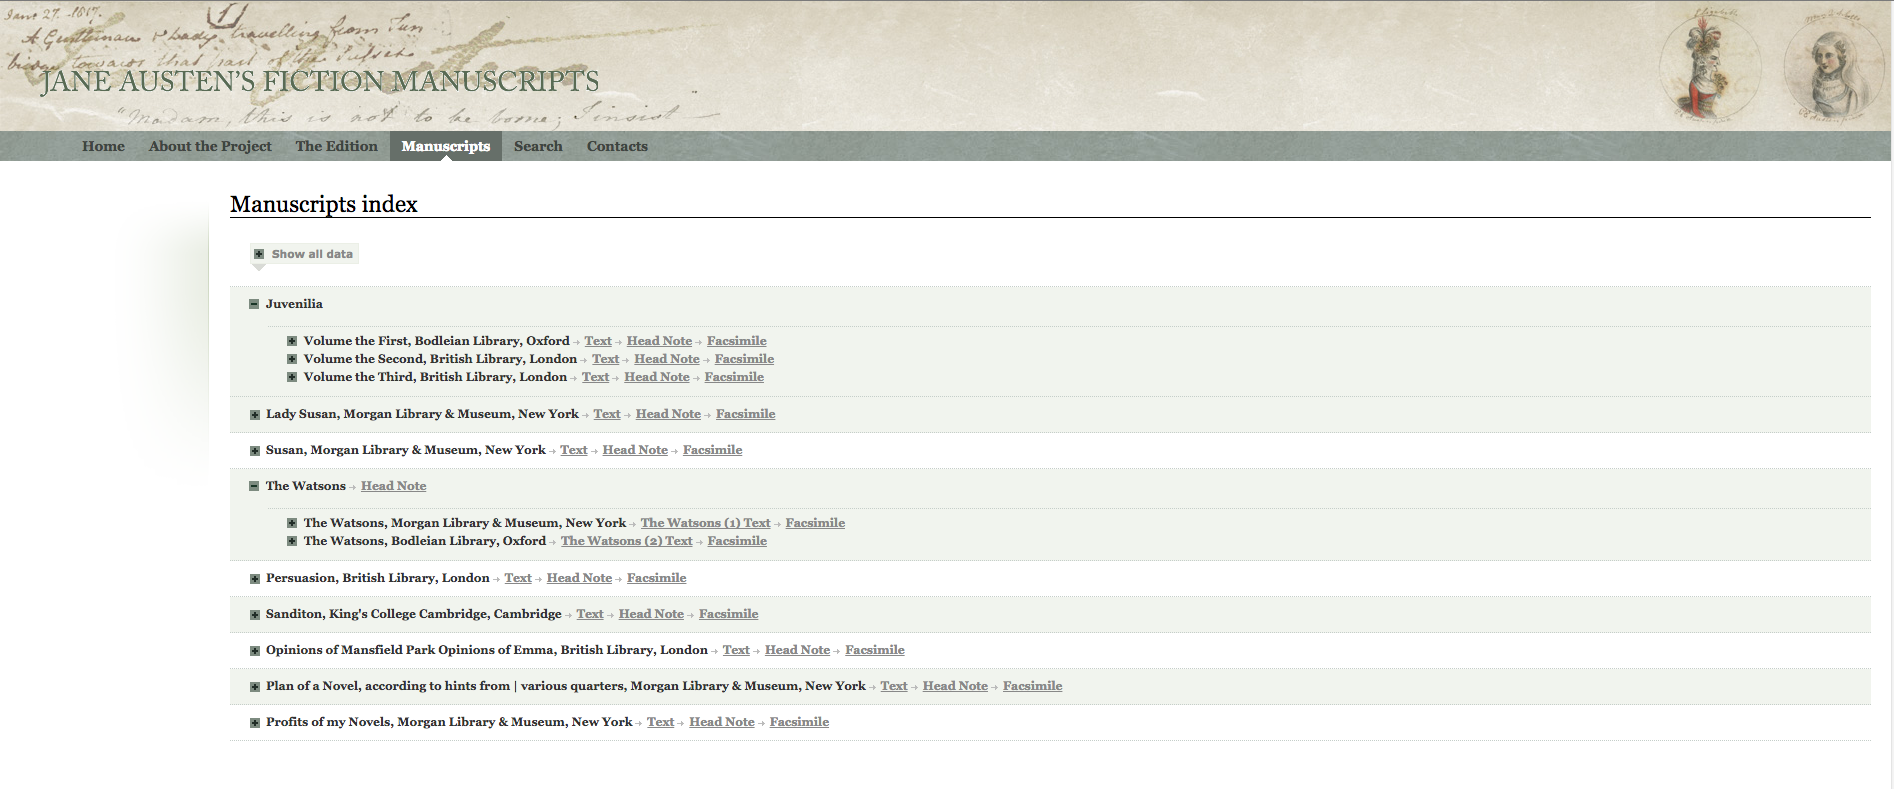 Jan: 27. -1817.
A Gentleman & Lady travelling from Tun
bridge towards that part of the Sussex
JANE AUSTEN'S FICTION MANUSCRIPTS
"Madam, this is not to be borne; I insist
Home About the Project The Edition Manuscripts Search Contacts
Manuscripts index
Show all data
Juvenilia
Volume the First, Bodleian Library, Oxford → Text → Head Note → Facsimile
Volume the Second, British Library, London → Text → Head Note → Facsimile
Volume the Third, British Library, London → Text → Head Note → Facsimile
Lady Susan, Morgan Library & Museum, New York → Text → Head Note → Facsimile
Susan, Morgan Library & Museum, New York → Text → Head Note → Facsimile
The Watsons → Head Note
The Watsons, Morgan Library & Museum, New York → The Watsons (1) Text → Facsimile
The Watsons, Bodleian Library, Oxford → The Watsons (2) Text → Facsimile
Persuasion, British Library, London → Text → Head Note → Facsimile
Sanditon, King's College Cambridge, Cambridge → Text → Head Note → Facsimile
Opinions of Mansfield Park Opinions of Emma, British Library, London → Text → Head Note → Facsimile
Plan of a Novel, according to hints from | various quarters, Morgan Library & Museum, New York → Text → Head Note → Facsimile
Profits of my Novels, Morgan Library & Museum, New York → Text → Head Note → Facsimile